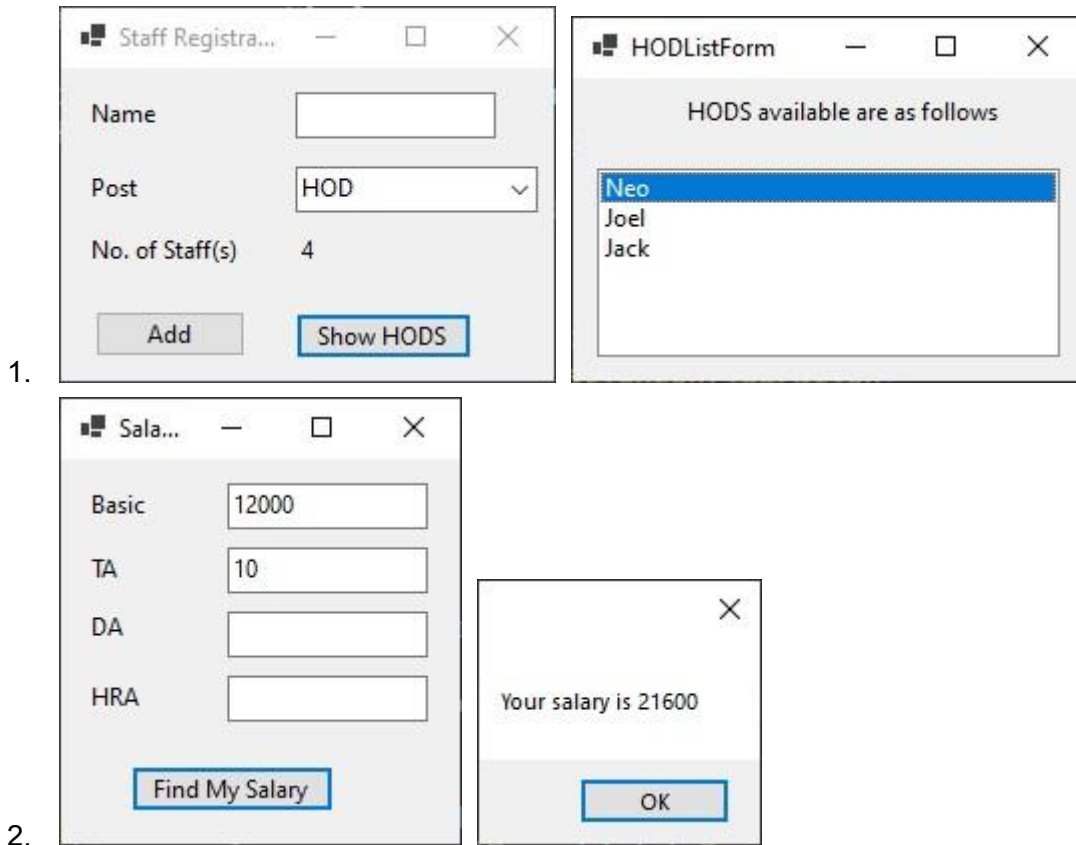 Staff Registra...
Name
Post HOD
No. of Staff(s) 4
Add Show HODS
HODListForm
HODS available are as follows
Neo
Joel
Jack
1.
Sala...
Basic 12000
TA 10
DA
HRA
Find My Salary
Your salary is 21600
OK
2.